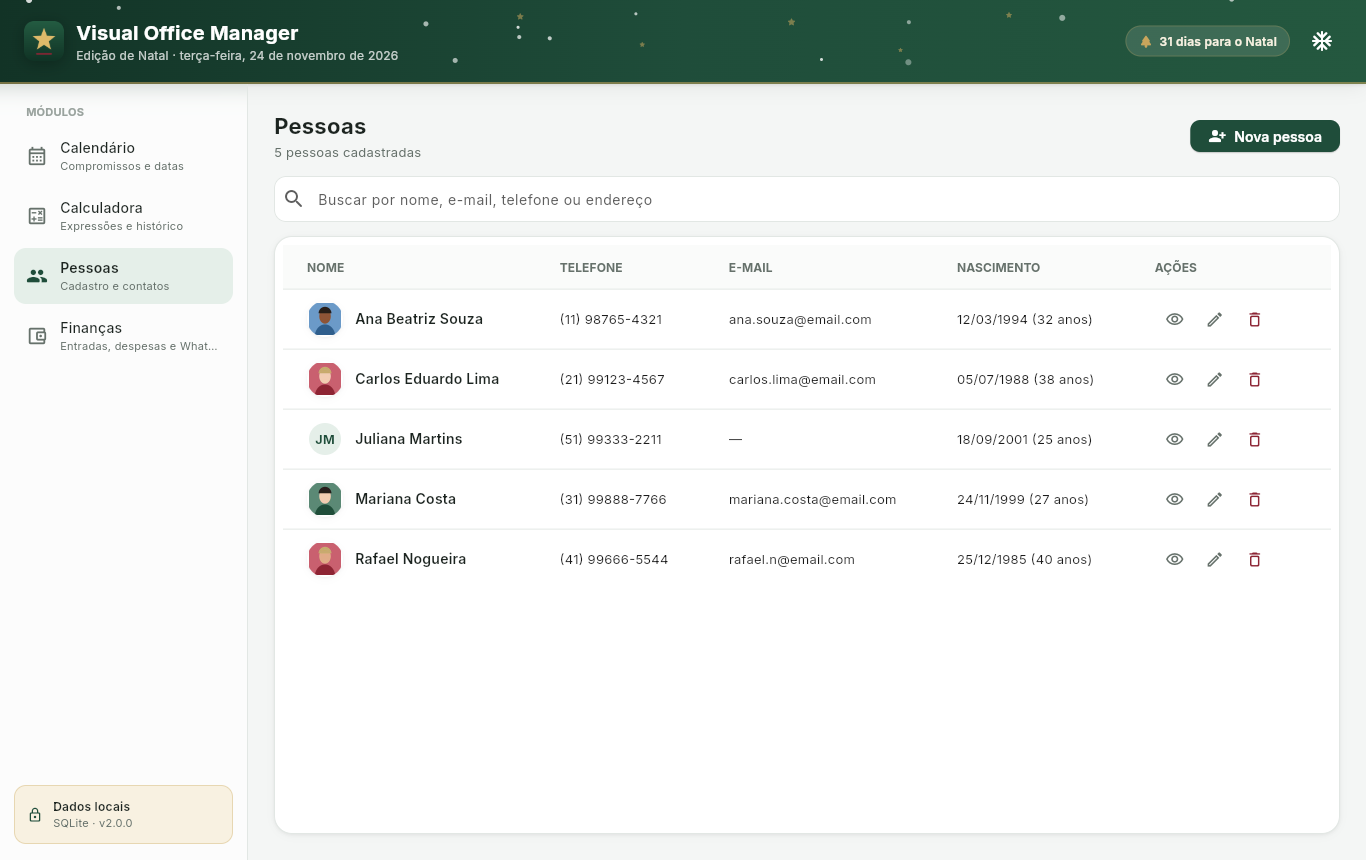 Visual Office Manager
Edição de Natal · terça-feira, 24 de novembro de 2026
31 dias para o Natal
MÓDULOS
Calendário
Compromissos e datas
Calculadora
Expressões e histórico
Pessoas
Cadastro e contatos
Finanças
Entradas, despesas e What...
Dados locais
SQLite · v2.0.0
Pessoas
5 pessoas cadastradas
Nova pessoa
Buscar por nome, e-mail, telefone ou endereço
NOME TELEFONE E-MAIL NASCIMENTO AÇÕES
Ana Beatriz Souza (11) 98765-4321 ana.souza@email.com 12/03/1994 (32 anos)
Carlos Eduardo Lima (21) 99123-4567 carlos.lima@email.com 05/07/1988 (38 anos)
JM Juliana Martins (51) 99333-2211 — 18/09/2001 (25 anos)
Mariana Costa (31) 99888-7766 mariana.costa@email.com 24/11/1999 (27 anos)
Rafael Nogueira (41) 99666-5544 rafael.n@email.com 25/12/1985 (40 anos)